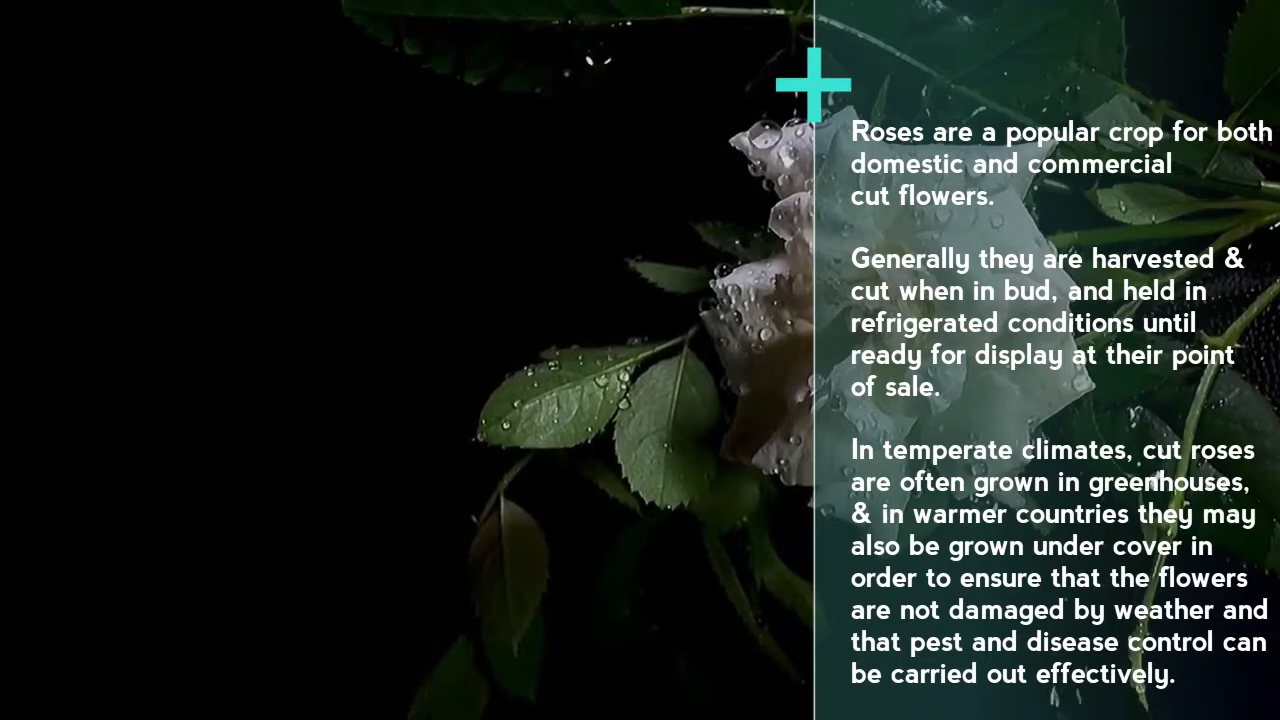 Roses are a popular crop for both
domestic and commercial
cut flowers.
Generally they are harvested &
cut when in bud, and held in
refrigerated conditions until
ready for display at their point
of sale.
In temperate climates, cut roses
are often grown in greenhouses,
& in warmer countries they may
also be grown under cover in
order to ensure that the flowers
are not damaged by weather and
that pest and disease control can
be carried out effectively.